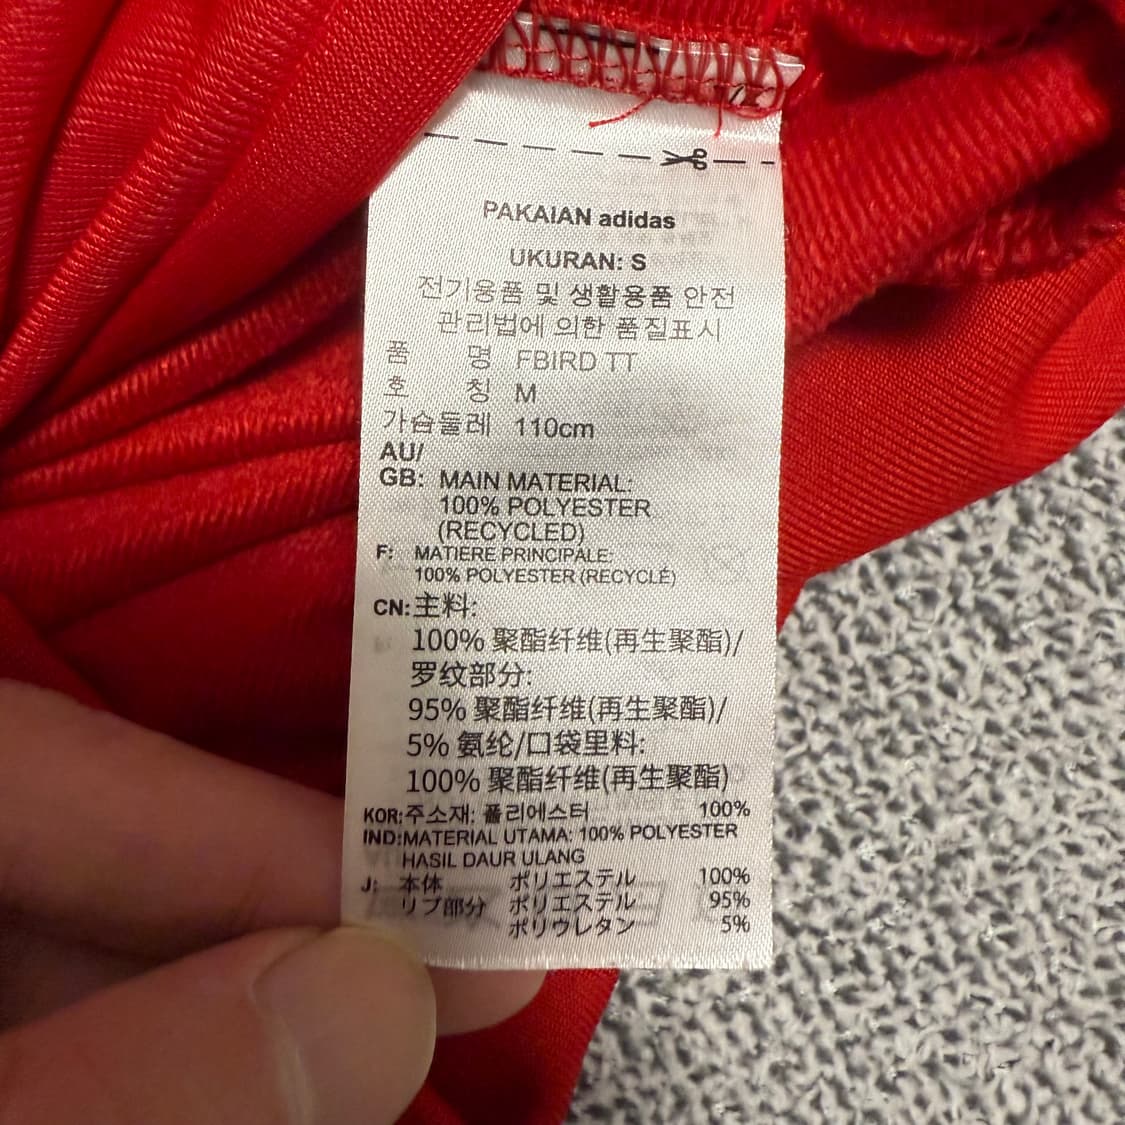 PAKAIAN adidas
UKURAN: S
전기용품 및 생활용품 안전
관리법에 의한 품질표시
품 명 FBIRD TT
호 칭 M
가슴둘레 110cm
AU/
GB: MAIN MATERIAL:
100% POLYESTER
(RECYCLED)
F: MATIERE PRINCIPALE:
100% POLYESTER (RECYCLÉ)
CN: 主料:
100% 聚酯纤维(再生聚酯)/
罗纹部分:
95% 聚酯纤维(再生聚酯)/
5% 氨纶/口袋里料:
100% 聚酯纤维(再生聚酯)
KOR: 주소재: 폴리에스터 100%
IND: MATERIAL UTAMA: 100% POLYESTER
HASIL DAUR ULANG
J: 本体 ポリエステル 100%
リブ部分 ポリエステル 95%
ポリウレタン 5%